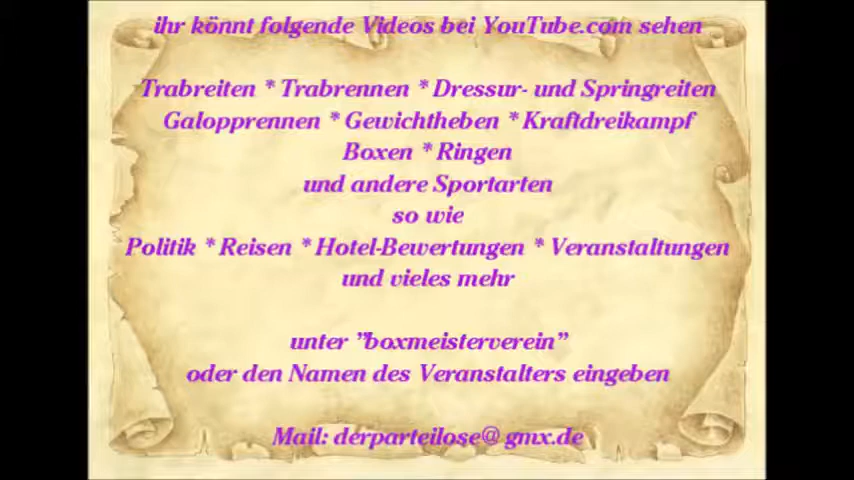 ihr könnt folgende Videos bei YouTube.com sehen
Trabreiten * Trabrennen * Dressur- und Springreiten
Galopprennen * Gewichtheben * Kraftdreikampf
Boxen * Ringen
und andere Sportarten
so wie
Politik * Reisen * Hotel-Bewertungen * Veranstaltungen
und vieles mehr
unter "boxmeisterverein"
oder den Namen des Veranstalters eingeben
Mail: derparteilose@gmx.de